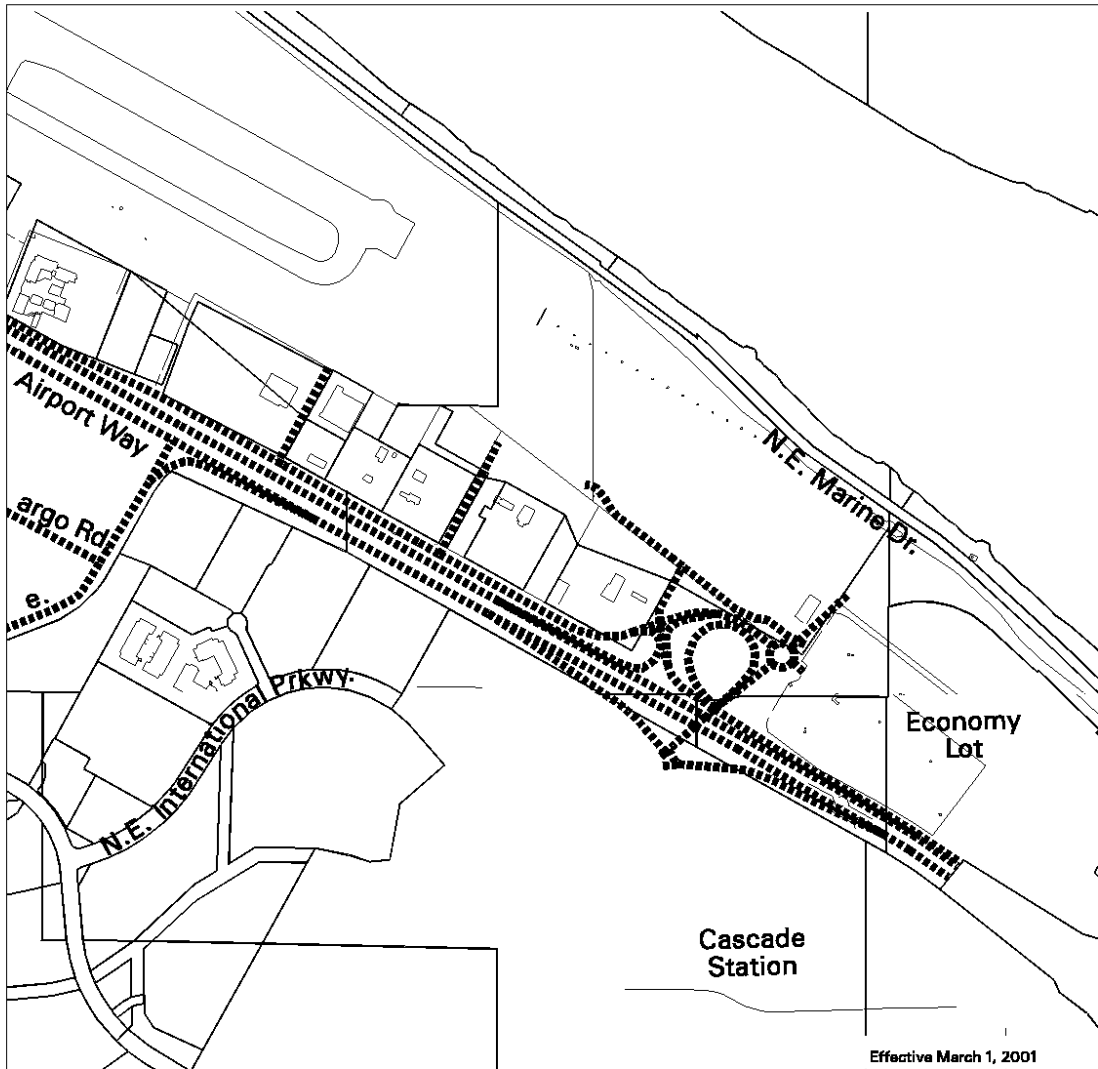 Airport Way
N.E. Marine Dr.
argo Rd.
e.
N.E. International Prkwy.
Economy
Lot
Cascade
Station
Effective March 1, 2001